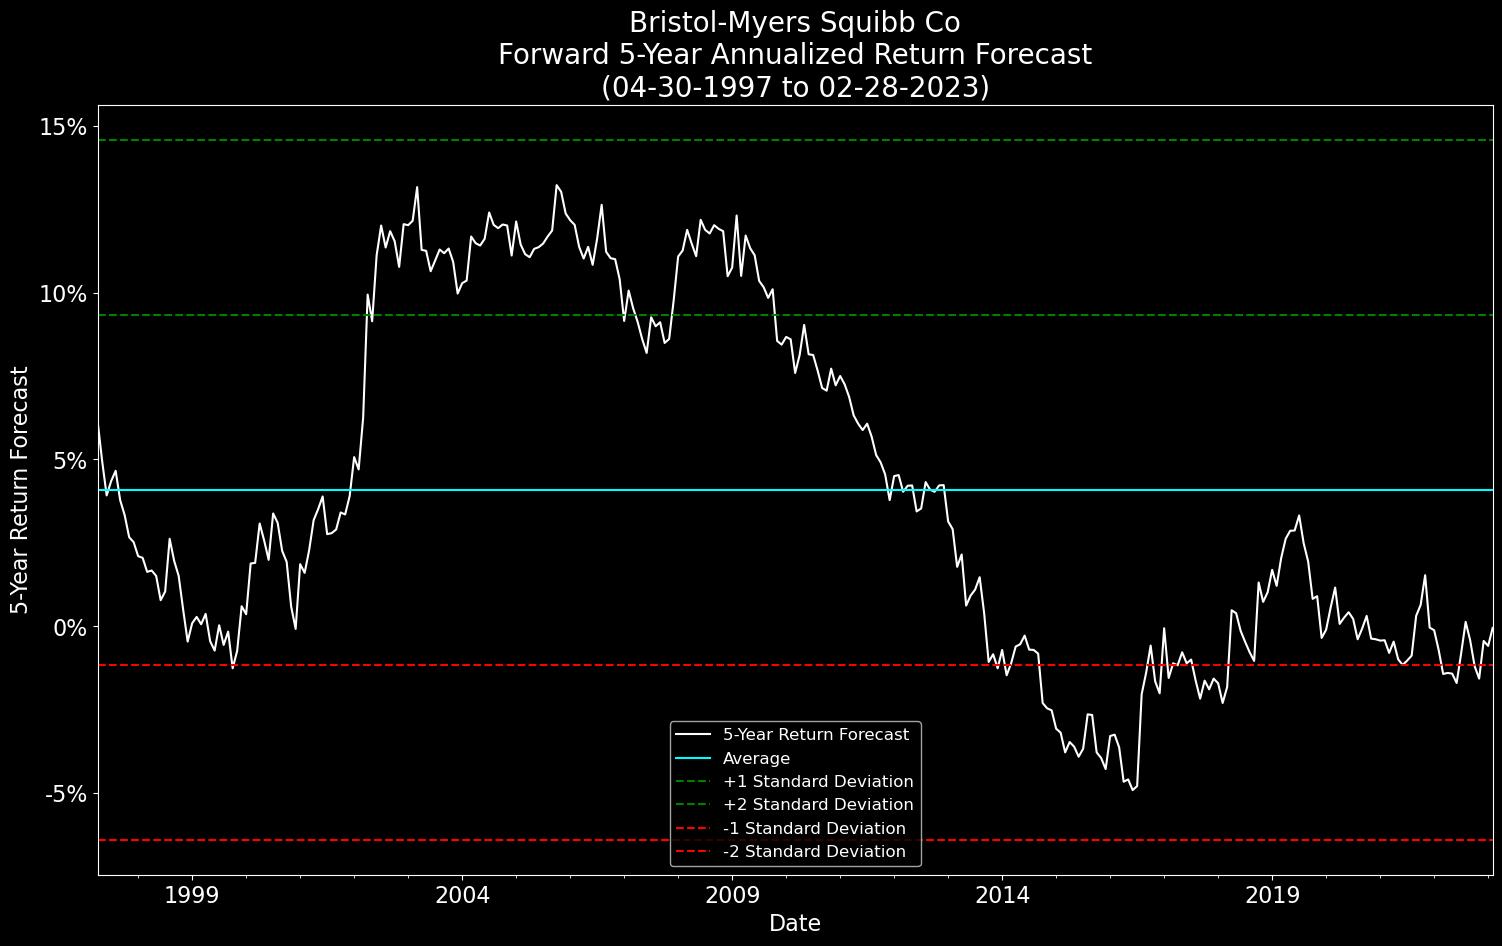 Bristol-Myers Squibb Co
Forward 5-Year Annualized Return Forecast
(04-30-1997 to 02-28-2023)
5-Year Return Forecast
15%
10%
5%
0%
-5%
5-Year Return Forecast
Average
+1 Standard Deviation
+2 Standard Deviation
-1 Standard Deviation
-2 Standard Deviation
1999
2004
2009
2014
2019
Date